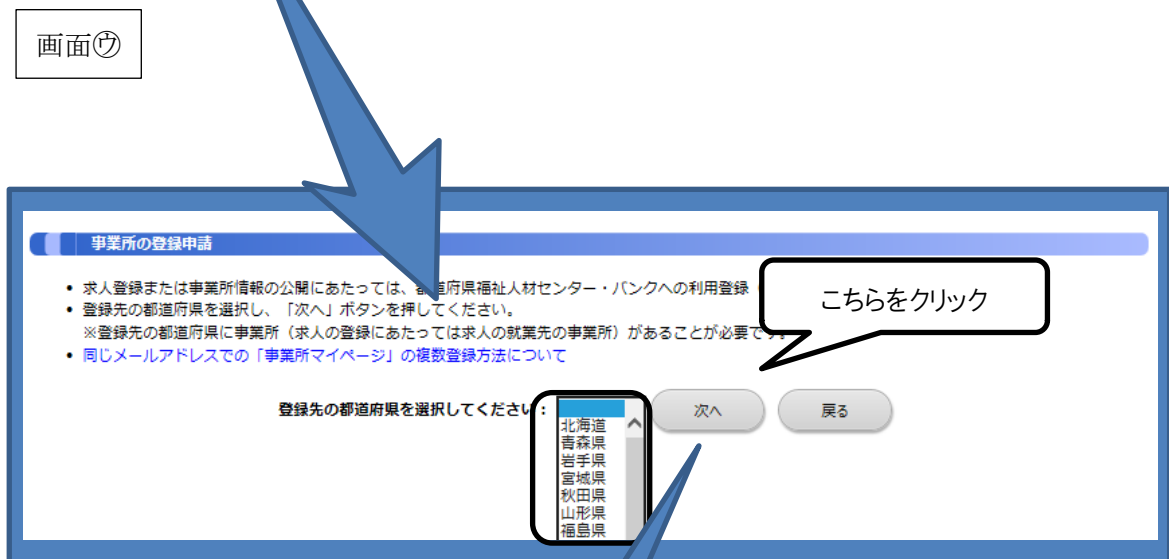 画面㋒
事業所の登録申請
• 求人登録または事業所情報の公開にあたっては、都道府県福祉人材センター・バンクへの利用登録（
こちらをクリック
• 登録先の都道府県を選択し、「次へ」ボタンを押してください。
※登録先の都道府県に事業所（求人の登録にあたっては求人の就業先の事業所）があることが必要です。
• 同じメールアドレスでの「事業所マイページ」の複数登録方法について
登録先の都道府県を選択してください： 次へ 戻る
北海道
青森県
岩手県
宮城県
秋田県
山形県
福島県